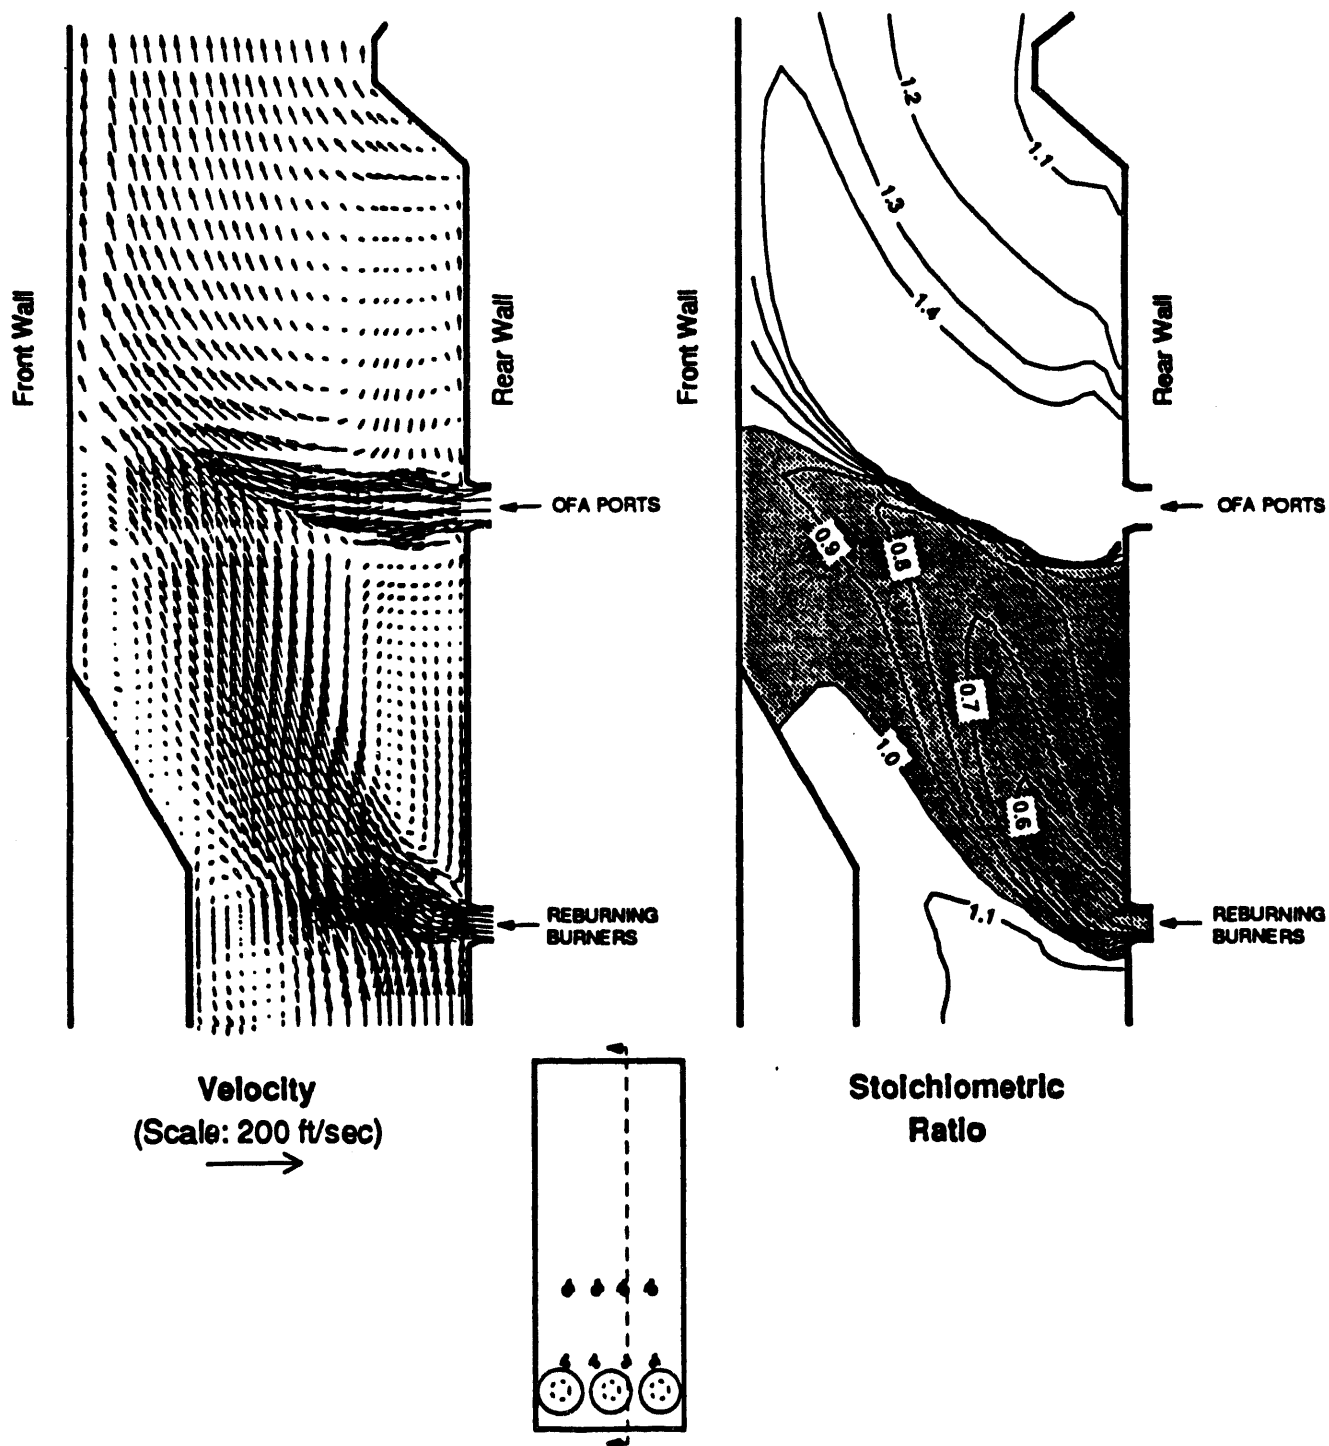 Front Wall
Rear Wall
OFA PORTS
REBURNING
BURNERS
Velocity
(Scale: 200 ft/sec)
Front Wall
Rear Wall
1.2
1.1
1.3
1.4
OFA PORTS
0.9
0.8
0.7
1.0
0.6
1.1
REBURNING
BURNERS
Stoichiometric
Ratio